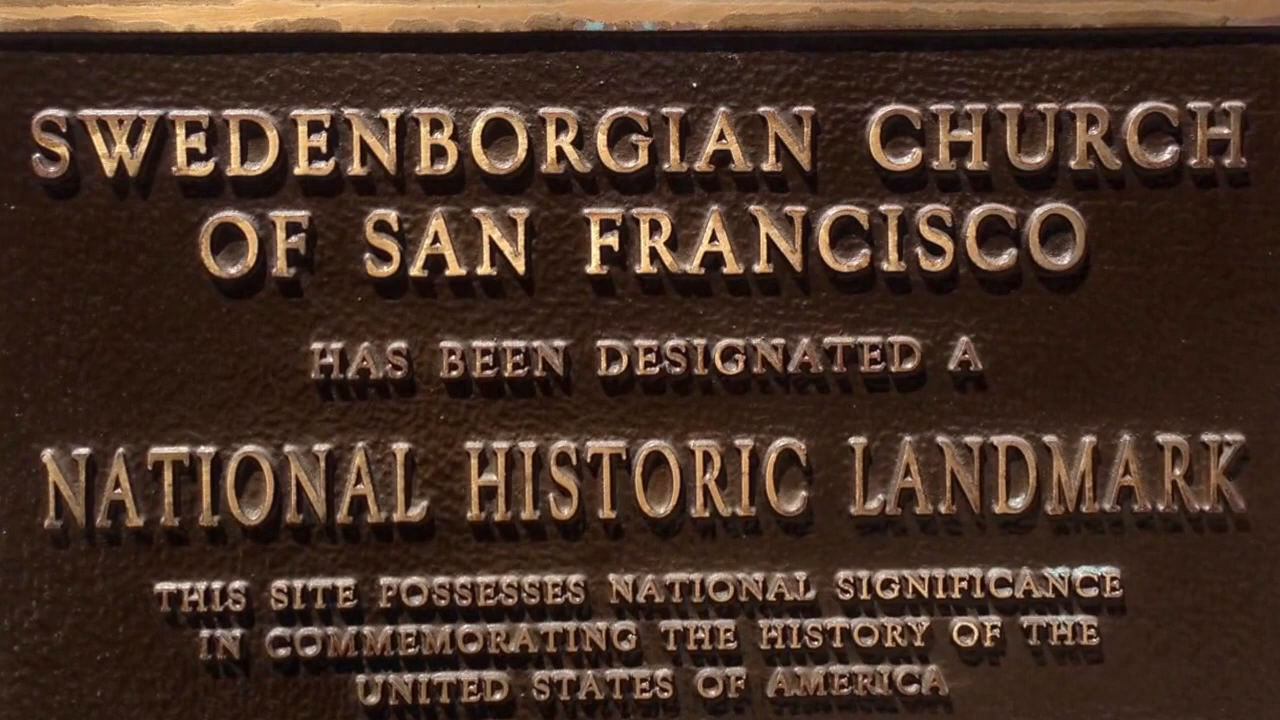 SWEDENBORGIAN CHURCH
OF SAN FRANCISCO
HAS BEEN DESIGNATED A
NATIONAL HISTORIC LANDMARK
THIS SITE POSSESSES NATIONAL SIGNIFICANCE
IN COMMEMORATING THE HISTORY OF THE
UNITED STATES OF AMERICA